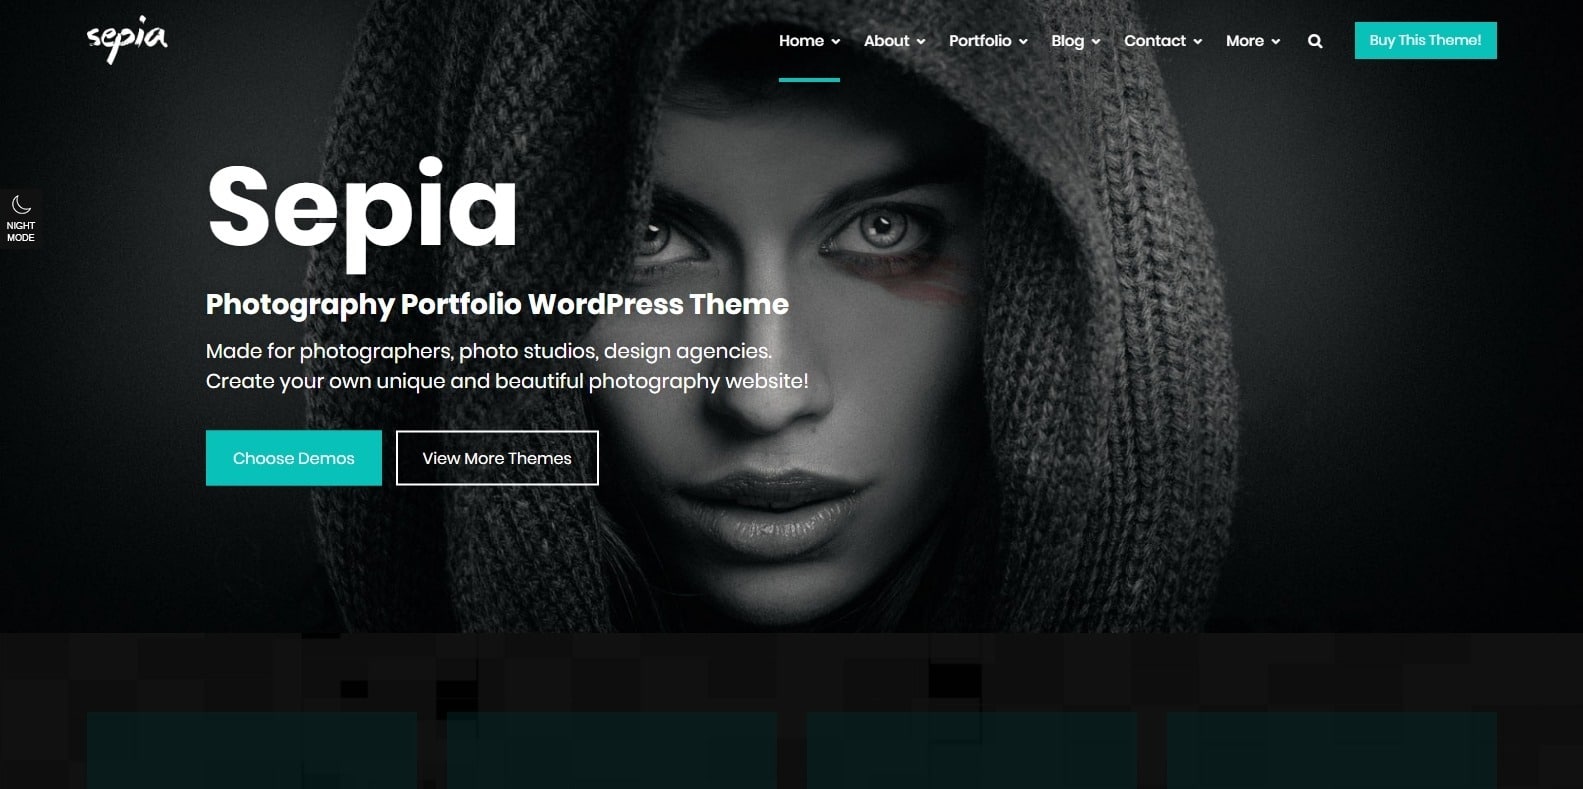 sepia
Home About Portfolio Blog Contact More Buy This Theme!
Sepia
NIGHT
MODE
Photography Portfolio WordPress Theme
Made for photographers, photo studios, design agencies.
Create your own unique and beautiful photography website!
Choose Demos View More Themes